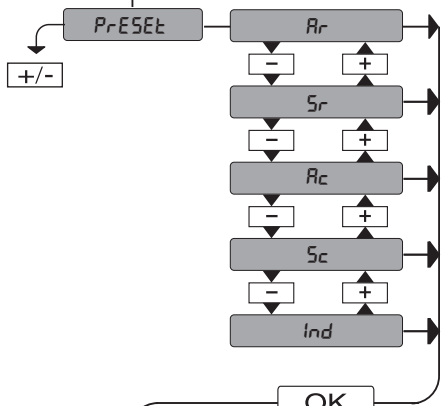 PrESEt Ar
+/- - +
Sr
- +
Ac
- +
Sc
- +
Ind
OK